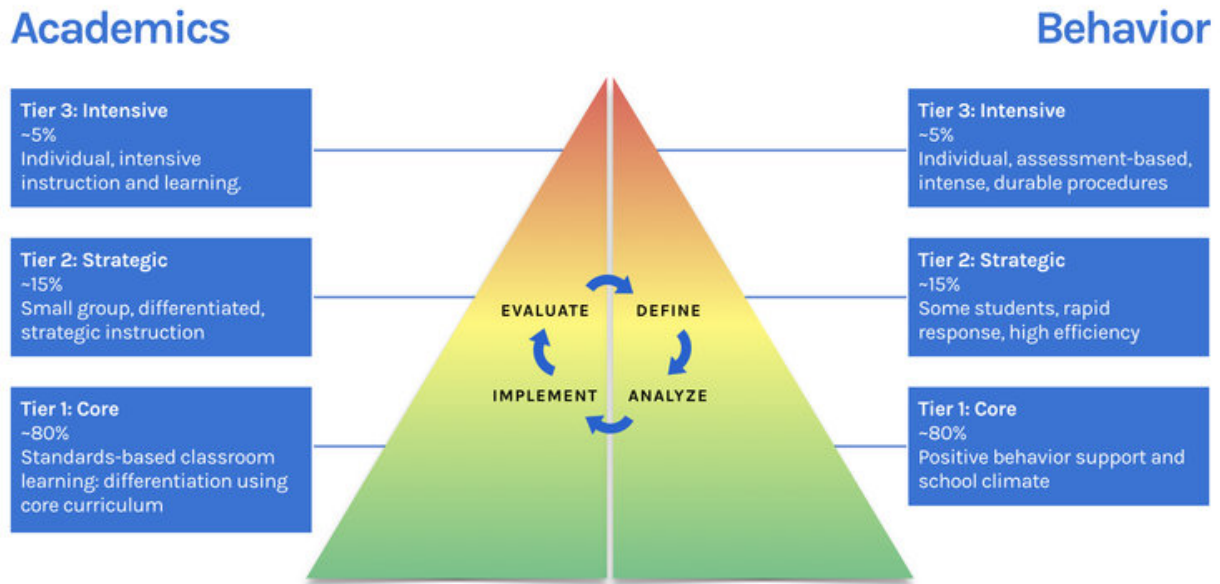 Academics
Behavior
Tier 3: Intensive
~5%
Individual, intensive
instruction and learning.
Tier 3: Intensive
~5%
Individual, assessment-based,
intense, durable procedures
Tier 2: Strategic
~15%
Small group, differentiated,
strategic instruction
EVALUATE
DEFINE
IMPLEMENT
ANALYZE
Tier 2: Strategic
~15%
Some students, rapid
response, high efficiency
Tier 1: Core
~80%
Standards-based classroom
learning: differentiation using
core curriculum
Tier 1: Core
~80%
Positive behavior support and
school climate